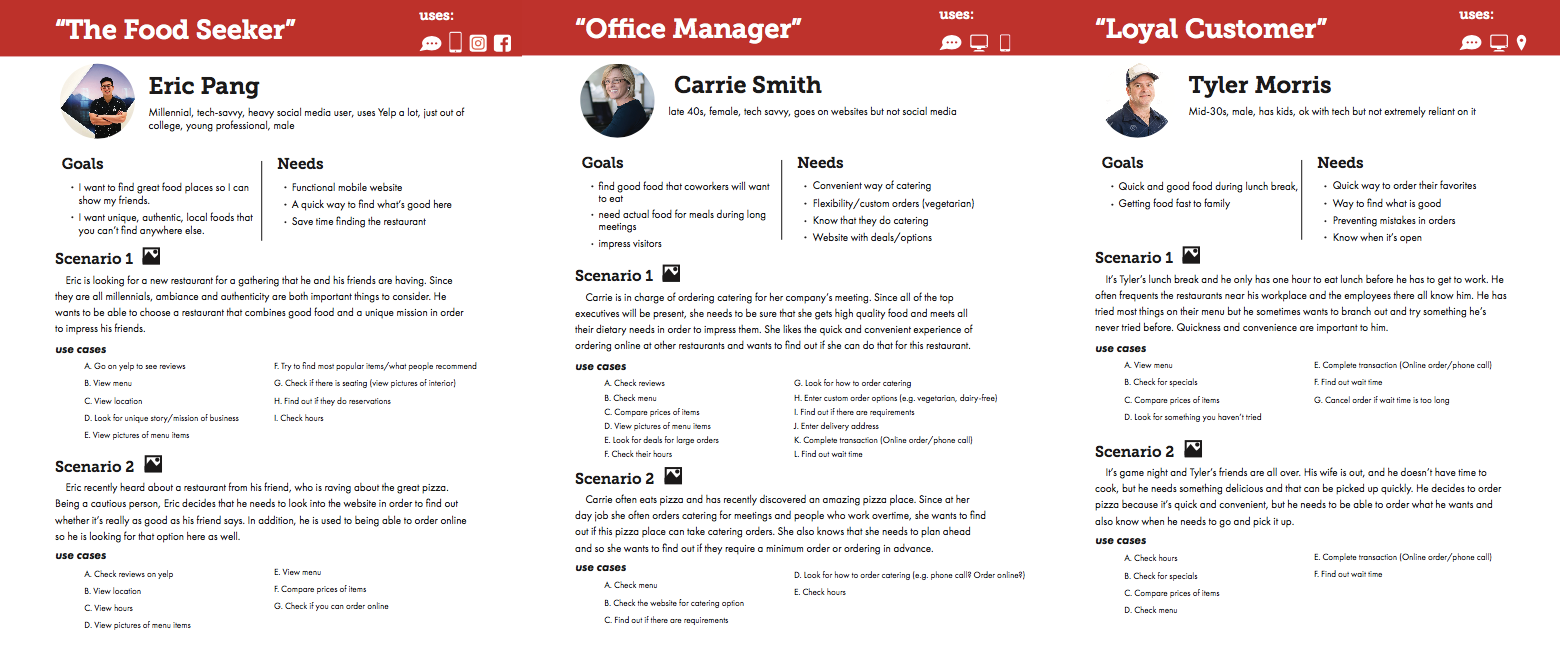 “The Food Seeker”
uses:
Eric Pang
Millennial, tech-savvy, heavy social media user, uses Yelp a lot, just out of
college, young professional, male
Goals
• I want to find great food places so I can
show my friends.
• I want unique, authentic, local foods that
you can’t find anywhere else.
Needs
• Functional mobile website
• A quick way to find what’s good here
• Save time finding the restaurant
Scenario 1
Eric is looking for a new restaurant for a gathering that he and his friends are having. Since
they are all millennials, ambiance and authenticity are both important things to consider. He
wants to be able to choose a restaurant that combines good food and a unique mission in order
to impress his friends.
use cases
A. Go on yelp to see reviews
B. View menu
C. View location
D. Look for unique story/mission of business
E. View pictures of menu items
F. Try to find most popular items/what people recommend
G. Check if there is seating (view pictures of interior)
H. Find out if they do reservations
I. Check hours
Scenario 2
Eric recently heard about a restaurant from his friend, who is raving about the great pizza.
Being a cautious person, Eric decides that he needs to look into the website in order to find out
whether it’s really as good as his friend says. In addition, he is used to being able to order online
so he is looking for that option here as well.
use cases
A. Check reviews on yelp
B. View location
C. View hours
D. View pictures of menu items
E. View menu
F. Compare prices of items
G. Check if you can order online
“Office Manager”
uses:
Carrie Smith
late 40s, female, tech savvy, goes on websites but not social media
Goals
• find good food that coworkers will want
to eat
• need actual food for meals during long
meetings
• impress visitors
Needs
• Convenient way of catering
• Flexibility/custom orders (vegetarian)
• Know that they do catering
• Website with deals/options
Scenario 1
Carrie is in charge of ordering catering for her company’s meeting. Since all of the top
executives will be present, she needs to be sure that she gets high quality food and meets all
their dietary needs in order to impress them. She likes the quick and convenient experience of
ordering online at other restaurants and wants to find out if she can do that for this restaurant.
use cases
A. Check reviews
B. Check menu
C. Compare prices of items
D. View pictures of menu items
E. Look for deals for large orders
F. Check their hours
G. Look for how to order catering
H. Enter custom order options (e.g. vegetarian, dairy-free)
I. Find out if there are requirements
J. Enter delivery address
K. Complete transaction (Online order/phone call)
L. Find out wait time
Scenario 2
Carrie often eats pizza and has recently discovered an amazing pizza place. Since at her
day job she often orders catering for meetings and people who work overtime, she wants to find
out if this pizza place can take catering orders. She also knows that she needs to plan ahead
and so she wants to find out if they require a minimum order or ordering in advance.
use cases
A. Check menu
B. Check the website for catering option
C. Find out if there are requirements
D. Look for how to order catering (e.g. phone call? Order online?)
E. Check hours
“Loyal Customer”
uses:
Tyler Morris
Mid-30s, male, has kids, ok with tech but not extremely reliant on it
Goals
• Quick and good food during lunch break,
• Getting food fast to family
Needs
• Quick way to order their favorites
• Way to find what is good
• Preventing mistakes in orders
• Know when it’s open
Scenario 1
It’s Tyler’s lunch break and he only has one hour to eat lunch before he has to get to work. He
often frequents the restaurants near his workplace and the employees there all know him. He has
tried most things on their menu but he sometimes wants to branch out and try something he’s
never tried before. Quickness and convenience are important to him.
use cases
A. View menu
B. Check for specials
C. Compare prices of items
D. Look for something you haven’t tried
E. Complete transaction (Online order/phone call)
F. Find out wait time
G. Cancel order if wait time is too long
Scenario 2
It’s game night and Tyler’s friends are all over. His wife is out, and he doesn’t have time to
cook, but he needs something delicious and that can be picked up quickly. He decides to order
pizza because it’s quick and convenient, but he needs to be able to order what he wants and
also know when he needs to go and pick it up.
use cases
A. Check hours
B. Check for specials
C. Compare prices of items
D. Check menu
E. Complete transaction (Online order/phone call)
F. Find out wait time